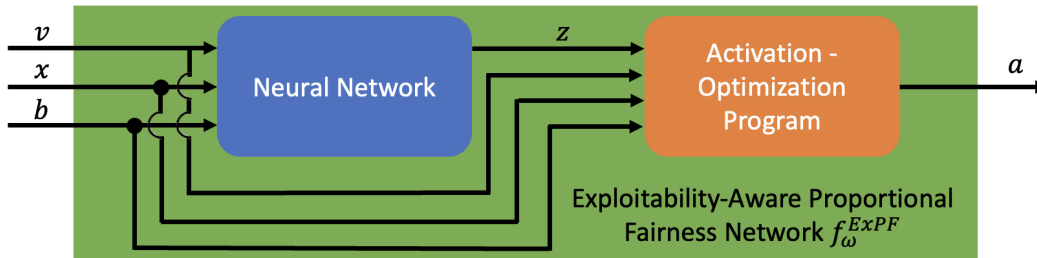 v
x
b
Neural Network
z
Activation -
Optimization
Program
a
Exploitability-Aware Proportional
Fairness Network f_ω^{ExPF}